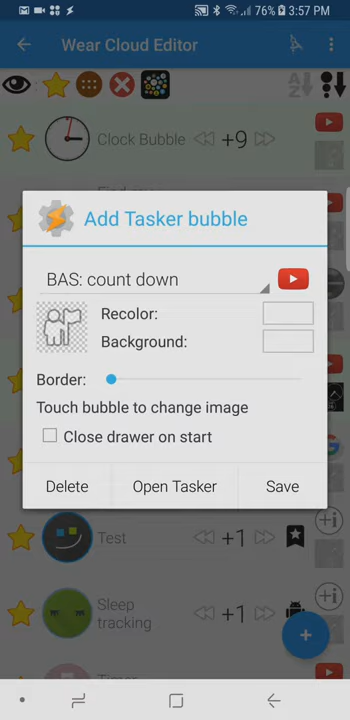 76% 3:57 PM
Wear Cloud Editor
Clock Bubble
+9
Add Tasker bubble
BAS: count down
Recolor:
Background:
Border:
Touch bubble to change image
Close drawer on start
Delete
Open Tasker
Save
+i
Test
+1
+i
Sleep
tracking
+1
+